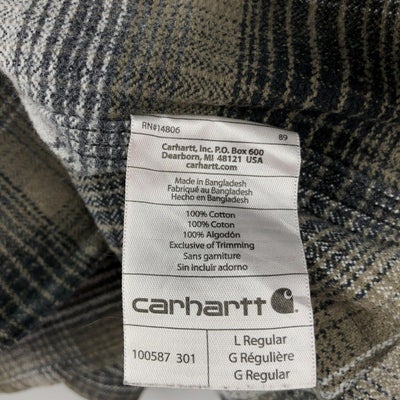 RN#14806 89
Carhartt, Inc. P.O. Box 600
Dearborn, MI 48121 USA
carhartt.com
Made in Bangladesh
Fabriqué au Bangladesh
Hecho en Bangladesh
100% Cotton
100% Coton
100% Algodón
Exclusive of Trimming
Sans garniture
Sin incluir adorno
carhartt
100587 301
L Regular
G Régulière
G Regular